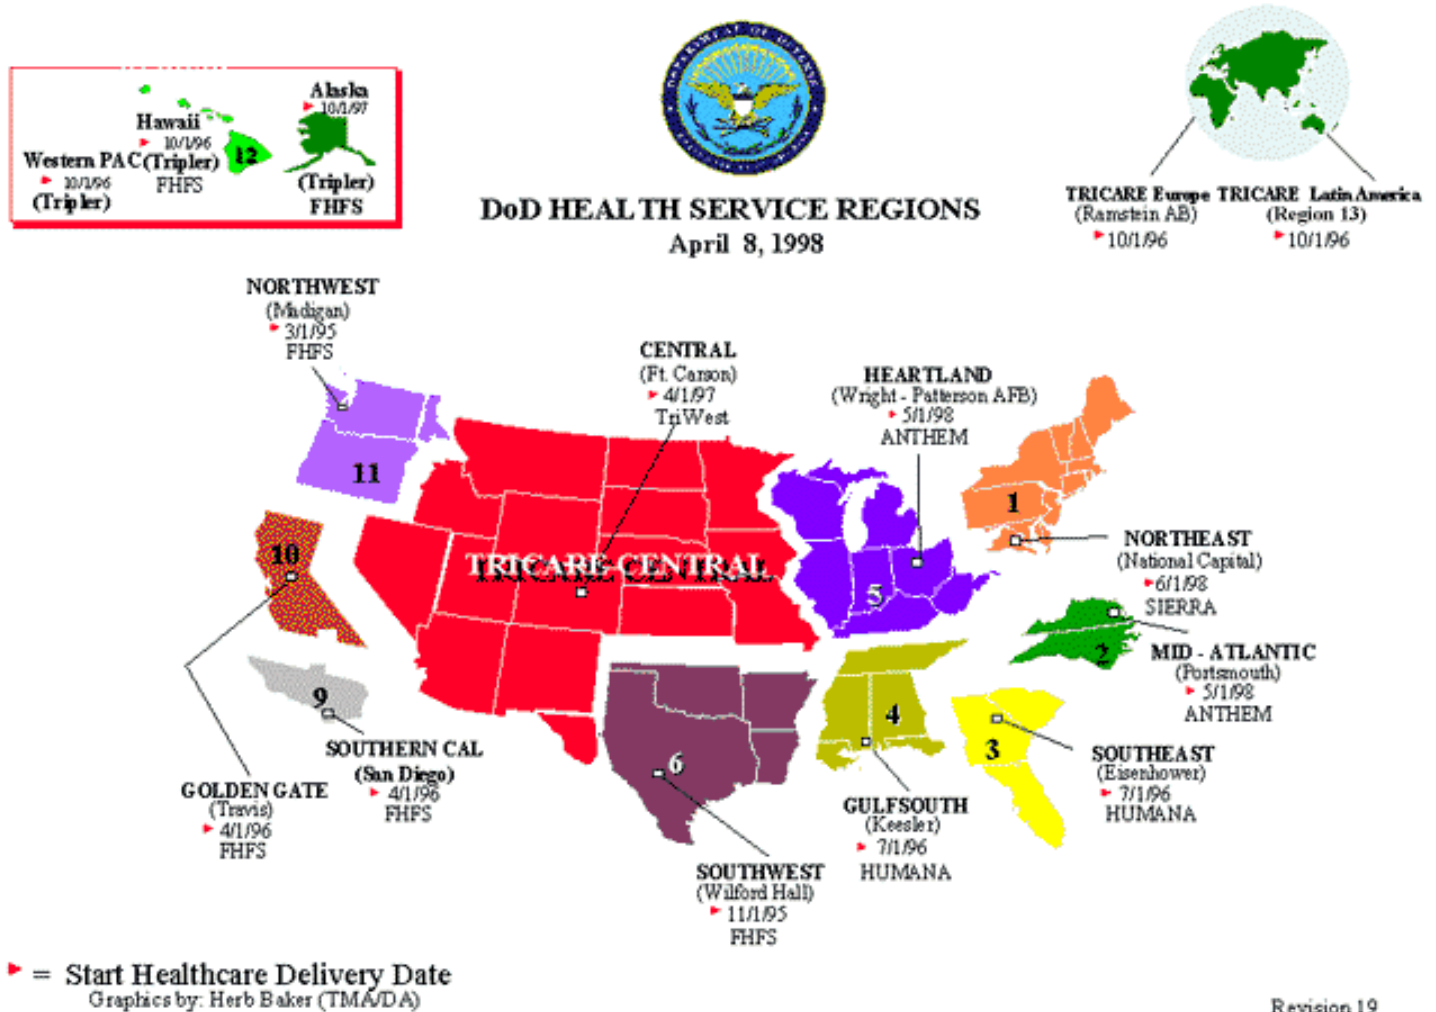 Alaska
10/1/97
(Tripler)
FHFS
Hawaii
10/1/96
(Tripler)
FHFS
12
Western PAC
10/1/96
(Tripler)
DEPARTMENT OF DEFENSE
DoD HEALTH SERVICE REGIONS
April 8, 1998
TRICARE Europe
(Ramstein AB)
10/1/96
TRICARE Latin America
(Region 13)
10/1/96
NORTHWEST
(Madigan)
3/1/95
FHFS
CENTRAL
(Ft. Carson)
4/1/97
TriWest
HEARTLAND
(Wright - Patterson AFB)
5/1/98
ANTHEM
11
1
10
TRICARE CENTRAL
5
NORTHEAST
(National Capital)
6/1/98
SIERRA
2
MID - ATLANTIC
(Portsmouth)
5/1/98
ANTHEM
9
SOUTHERN CAL
(San Diego)
4/1/96
FHFS
6
4
3
SOUTHEAST
(Eisenhower)
7/1/96
HUMANA
GOLDEN GATE
(Travis)
4/1/96
FHFS
GULFSOUTH
(Keesler)
7/1/96
HUMANA
SOUTHWEST
(Wilford Hall)
11/1/95
FHFS
= Start Healthcare Delivery Date
Graphics by: Herb Baker (TMA/DA)
Revision 19